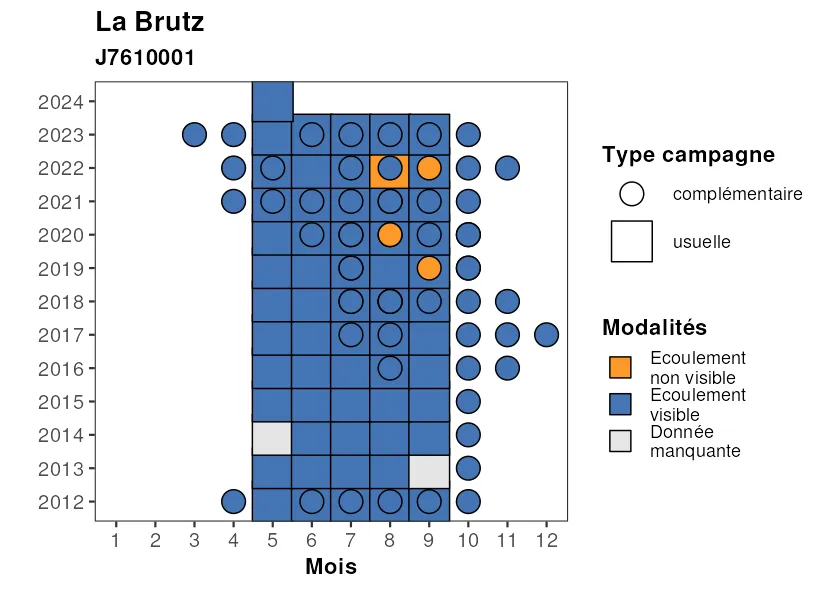 La Brutz
J7610001
2024
2023
2022
2021
2020
2019
2018
2017
2016
2015
2014
2013
2012
1 2 3 4 5 6 7 8 9 10 11 12
Mois
Type campagne
complémentaire
usuelle
Modalités
Ecoulement
non visible
Ecoulement
visible
Donnée
manquante